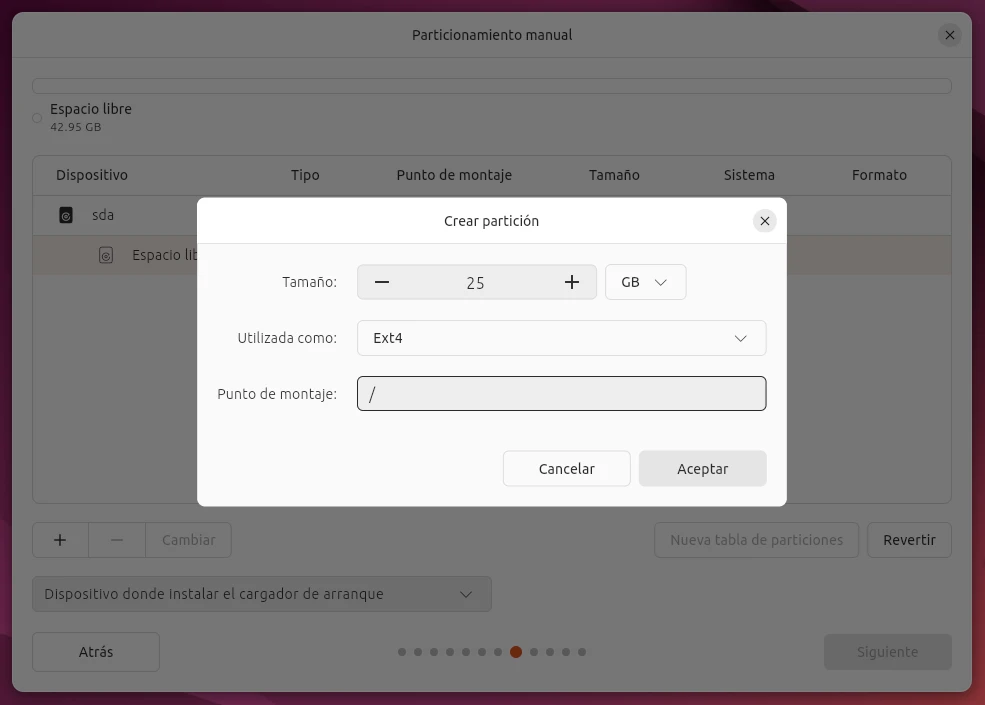 Particionamiento manual
Espacio libre
42.95 GB
Dispositivo Tipo Punto de montaje Tamaño Sistema Formato
sda
Espacio lib
Crear partición
Tamaño: 25 GB
Utilizada como: Ext4
Punto de montaje: /
Cancelar Aceptar
Cambiar Nueva tabla de particiones Revertir
Dispositivo donde instalar el cargador de arranque
Atrás Siguiente